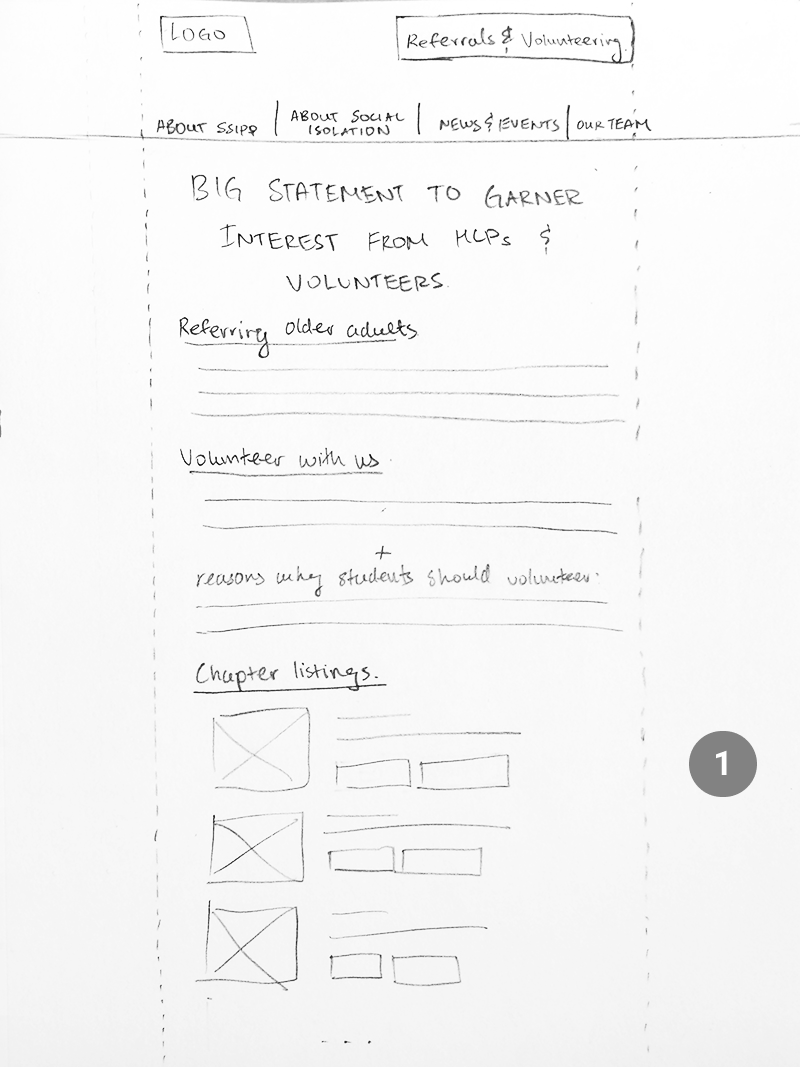 LOGO
Referrals & Volunteering
ABOUT SSIPP
ABOUT SOCIAL
ISOLATION
NEWS & EVENTS
OUR TEAM
BIG STATEMENT TO GARNER
INTEREST FROM HCPs &
VOLUNTEERS.
Referring older adults
Volunteer with us.
+
reasons why students should volunteer.
Chapter listings.
1
...